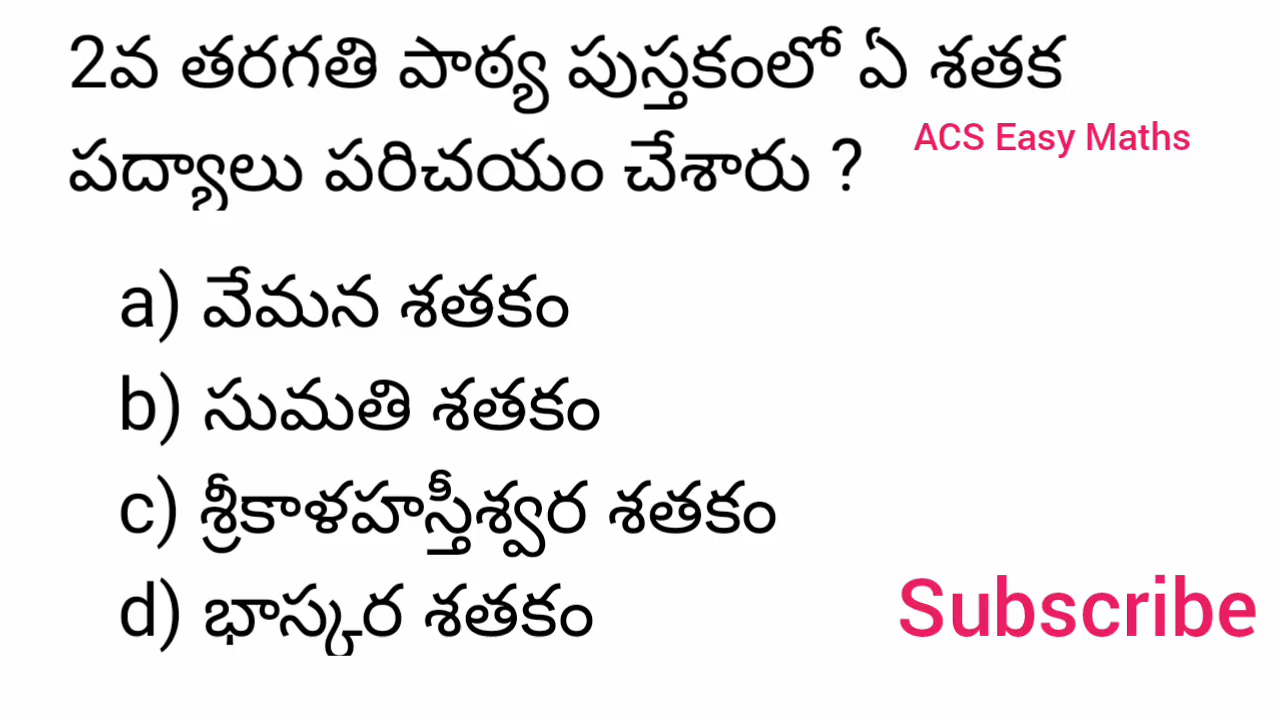 2వ తరగతి పాఠ్య పుస్తకంలో ఏ శతక
పద్యాలు పరిచయం చేశారు ?
ACS Easy Maths
a) వేమన శతకం
b) సుమతి శతకం
c) శ్రీకాళహస్తీశ్వర శతకం
d) భాస్కర శతకం
Subscribe